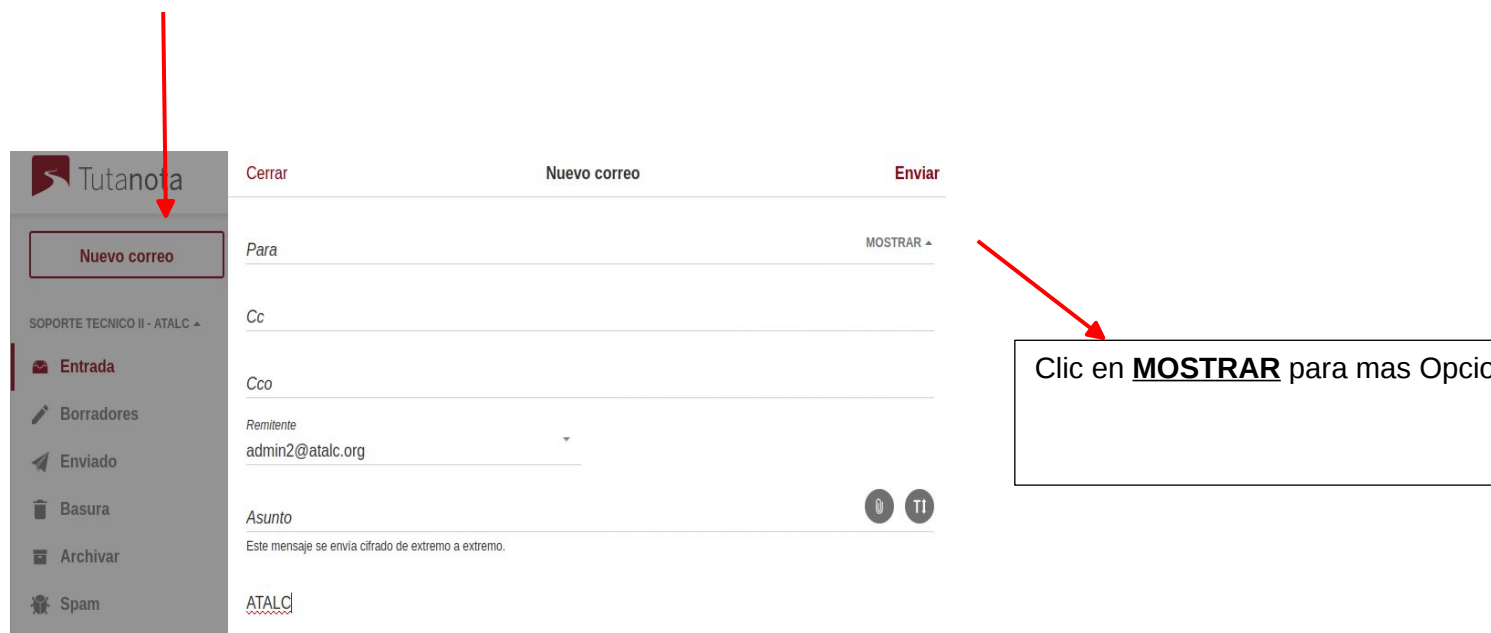 Tutanota
Cerrar
Nuevo correo
Enviar
Nuevo correo
Para
MOSTRAR
Cc
SOPORTE TECNICO II - ATALC
Entrada
Cco
Borradores
Remitente
admin2@atalc.org
Enviado
Basura
Asunto
Este mensaje se envía cifrado de extremo a extremo.
Archivar
Spam
ATALC
Clic en MOSTRAR para mas Opcio